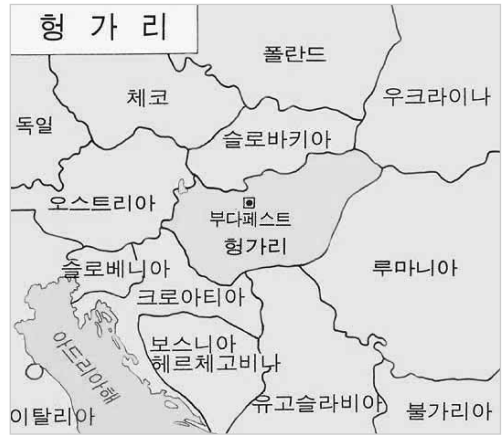 헝 가 리
폴란드
체코
우크라이나
독일
슬로바키아
오스트리아
부다페스트
헝가리
슬로베니아
루마니아
크로아티아
보스니아
헤르체고비나
아드리아해
유고슬라비아
이탈리아
불가리아